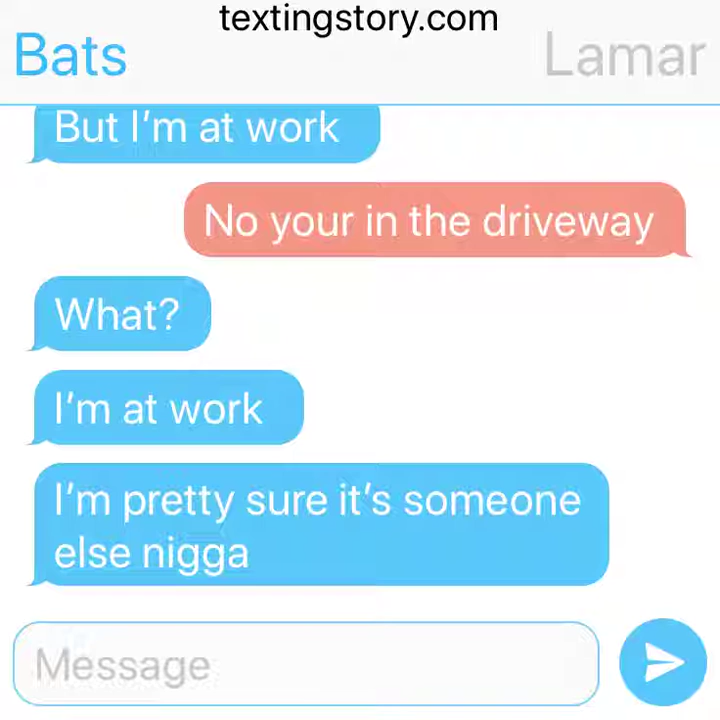 textingstory.com
Bats
Lamar
But I'm at work
No your in the driveway
What?
I'm at work
I'm pretty sure it's someone
else nigga
Message